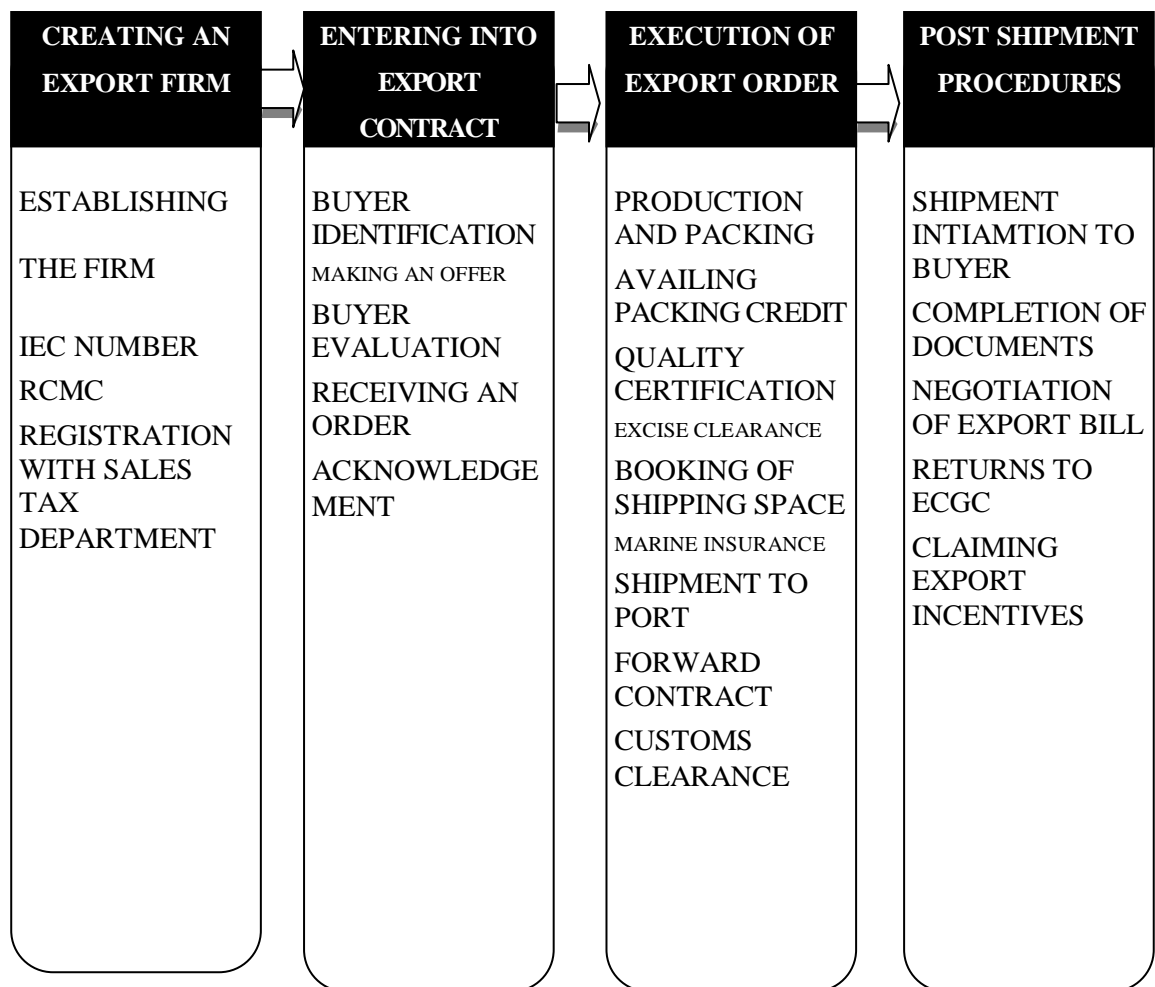 CREATING AN
EXPORT FIRM
ESTABLISHING
THE FIRM
IEC NUMBER
RCMC
REGISTRATION
WITH SALES
TAX
DEPARTMENT
ENTERING INTO
EXPORT
CONTRACT
BUYER
IDENTIFICATION
MAKING AN OFFER
BUYER
EVALUATION
RECEIVING AN
ORDER
ACKNOWLEDGE
MENT
EXECUTION OF
EXPORT ORDER
PRODUCTION
AND PACKING
AVAILING
PACKING CREDIT
QUALITY
CERTIFICATION
EXCISE CLEARANCE
BOOKING OF
SHIPPING SPACE
MARINE INSURANCE
SHIPMENT TO
PORT
FORWARD
CONTRACT
CUSTOMS
CLEARANCE
POST SHIPMENT
PROCEDURES
SHIPMENT
INTIAMTION TO
BUYER
COMPLETION OF
DOCUMENTS
NEGOTIATION
OF EXPORT BILL
RETURNS TO
ECGC
CLAIMING
EXPORT
INCENTIVES